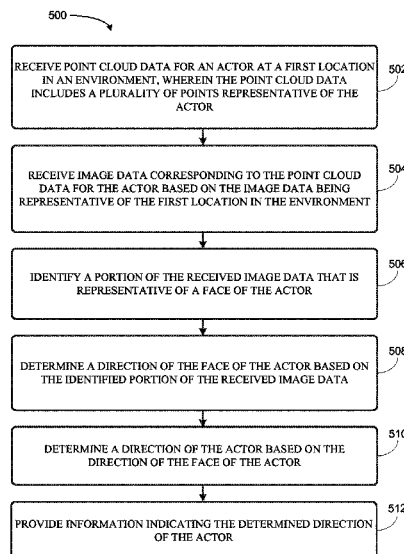 500
RECEIVE POINT CLOUD DATA FOR AN ACTOR AT A FIRST LOCATION
IN AN ENVIRONMENT, WHEREIN THE POINT CLOUD DATA
INCLUDES A PLURALITY OF POINTS REPRESENTATIVE OF THE
ACTOR
502
RECEIVE IMAGE DATA CORRESPONDING TO THE POINT CLOUD
DATA FOR THE ACTOR BASED ON THE IMAGE DATA BEING
REPRESENTATIVE OF THE FIRST LOCATION IN THE ENVIRONMENT
504
IDENTIFY A PORTION OF THE RECEIVED IMAGE DATA THAT IS
REPRESENTATIVE OF A FACE OF THE ACTOR
506
DETERMINE A DIRECTION OF THE FACE OF THE ACTOR BASED ON
THE IDENTIFIED PORTION OF THE RECEIVED IMAGE DATA
508
DETERMINE A DIRECTION OF THE ACTOR BASED ON THE
DIRECTION OF THE FACE OF THE ACTOR
510
PROVIDE INFORMATION INDICATING THE DETERMINED DIRECTION
OF THE ACTOR
512